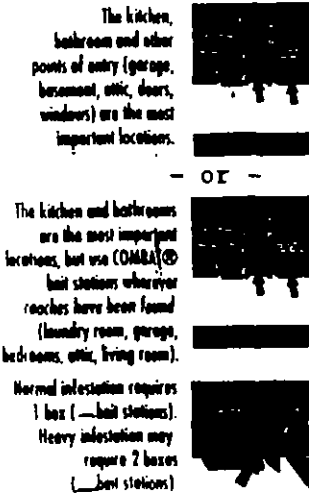 The kitchen,
bathroom and other
points of entry (garage,
basement, attic, doors,
windows) are the most
important locations.
- or -
The kitchen and bathrooms
are the most important
locations, but use COMBAT®
bait stations wherever
roaches have been found
(laundry room, garage,
bedrooms, attic, living room).
Normal infestation requires
1 box (__bait stations).
Heavy infestation may
require 2 boxes
(__bait stations)